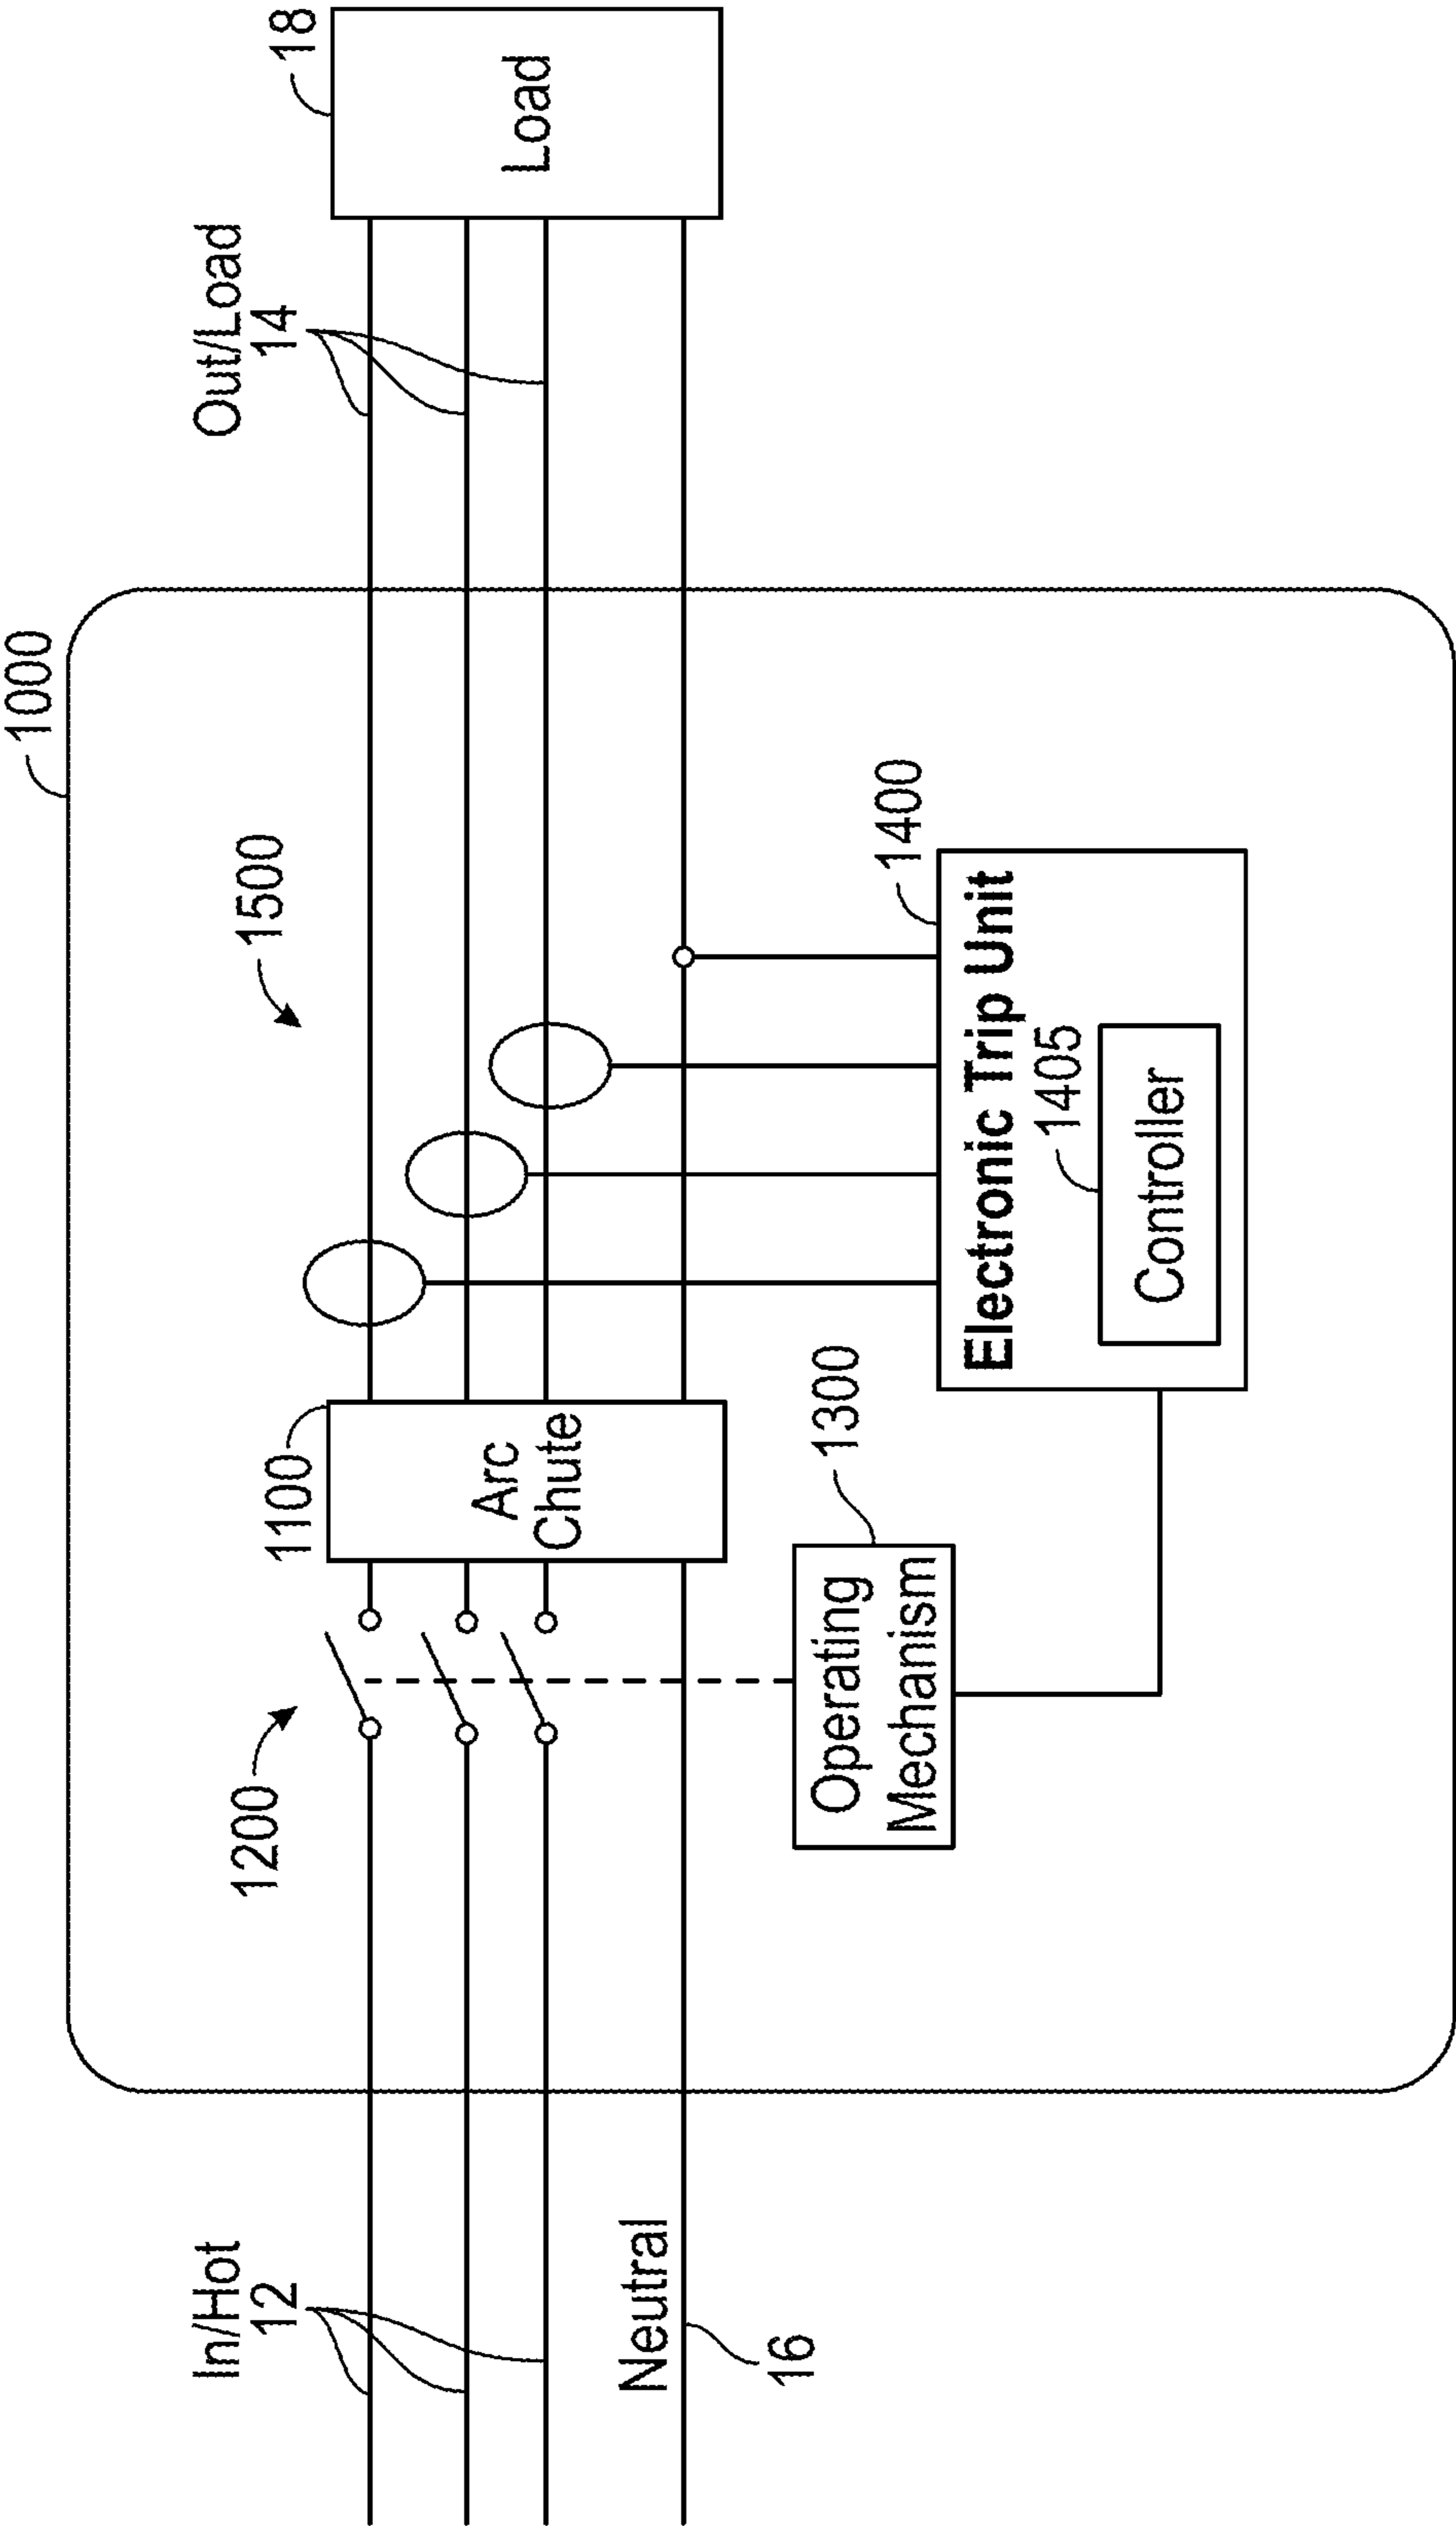 1000
In/Hot
12
1200
1100
1500
Out/Load
14
18
Arc
Chute
Load
Neutral
16
Operating
Mechanism
1300
1400
Electronic Trip Unit
1405
Controller